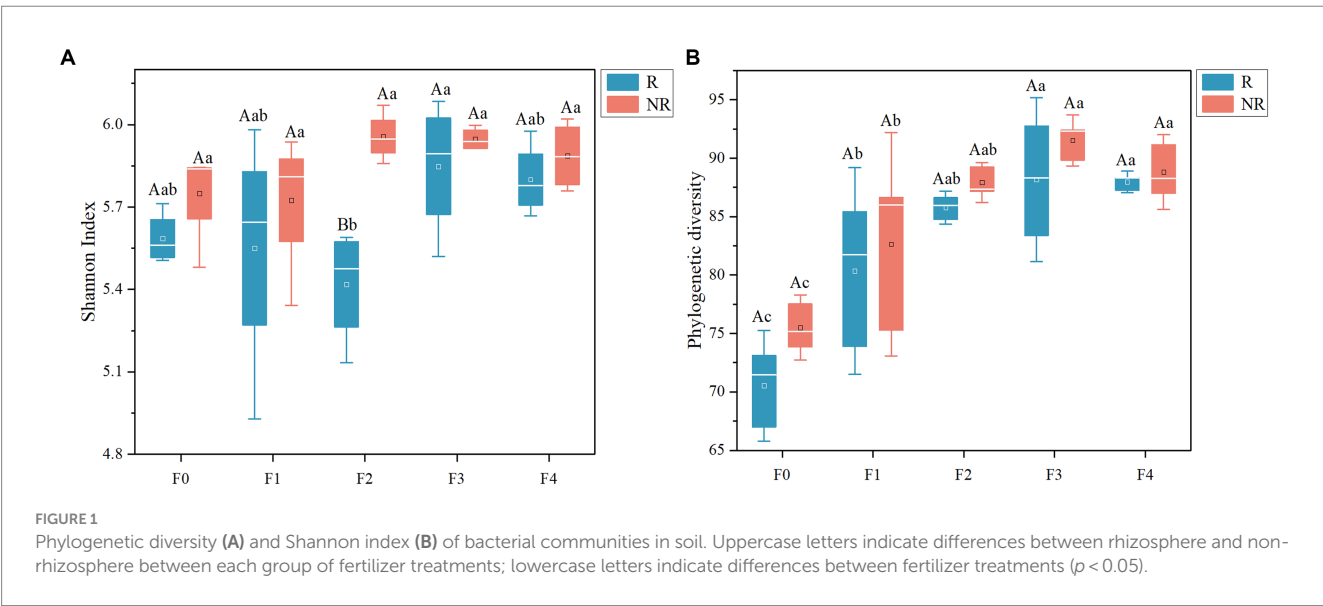 A
R
NR
Shannon Index
6.0
5.7
5.4
5.1
4.8
Aab
Aa
Aab
Aa
Bb
Aa
Aa
Aa
Aab
Aa
F0 F1 F2 F3 F4
B
R
NR
Phylogenetic diversity
95
90
85
80
75
70
65
Ac
Ac
Ab
Ab
Aab
Aab
Aa
Aa
Aa
Aa
F0 F1 F2 F3 F4
FIGURE 1
Phylogenetic diversity (A) and Shannon index (B) of bacterial communities in soil. Uppercase letters indicate differences between rhizosphere and non-
rhizosphere between each group of fertilizer treatments; lowercase letters indicate differences between fertilizer treatments (p < 0.05).